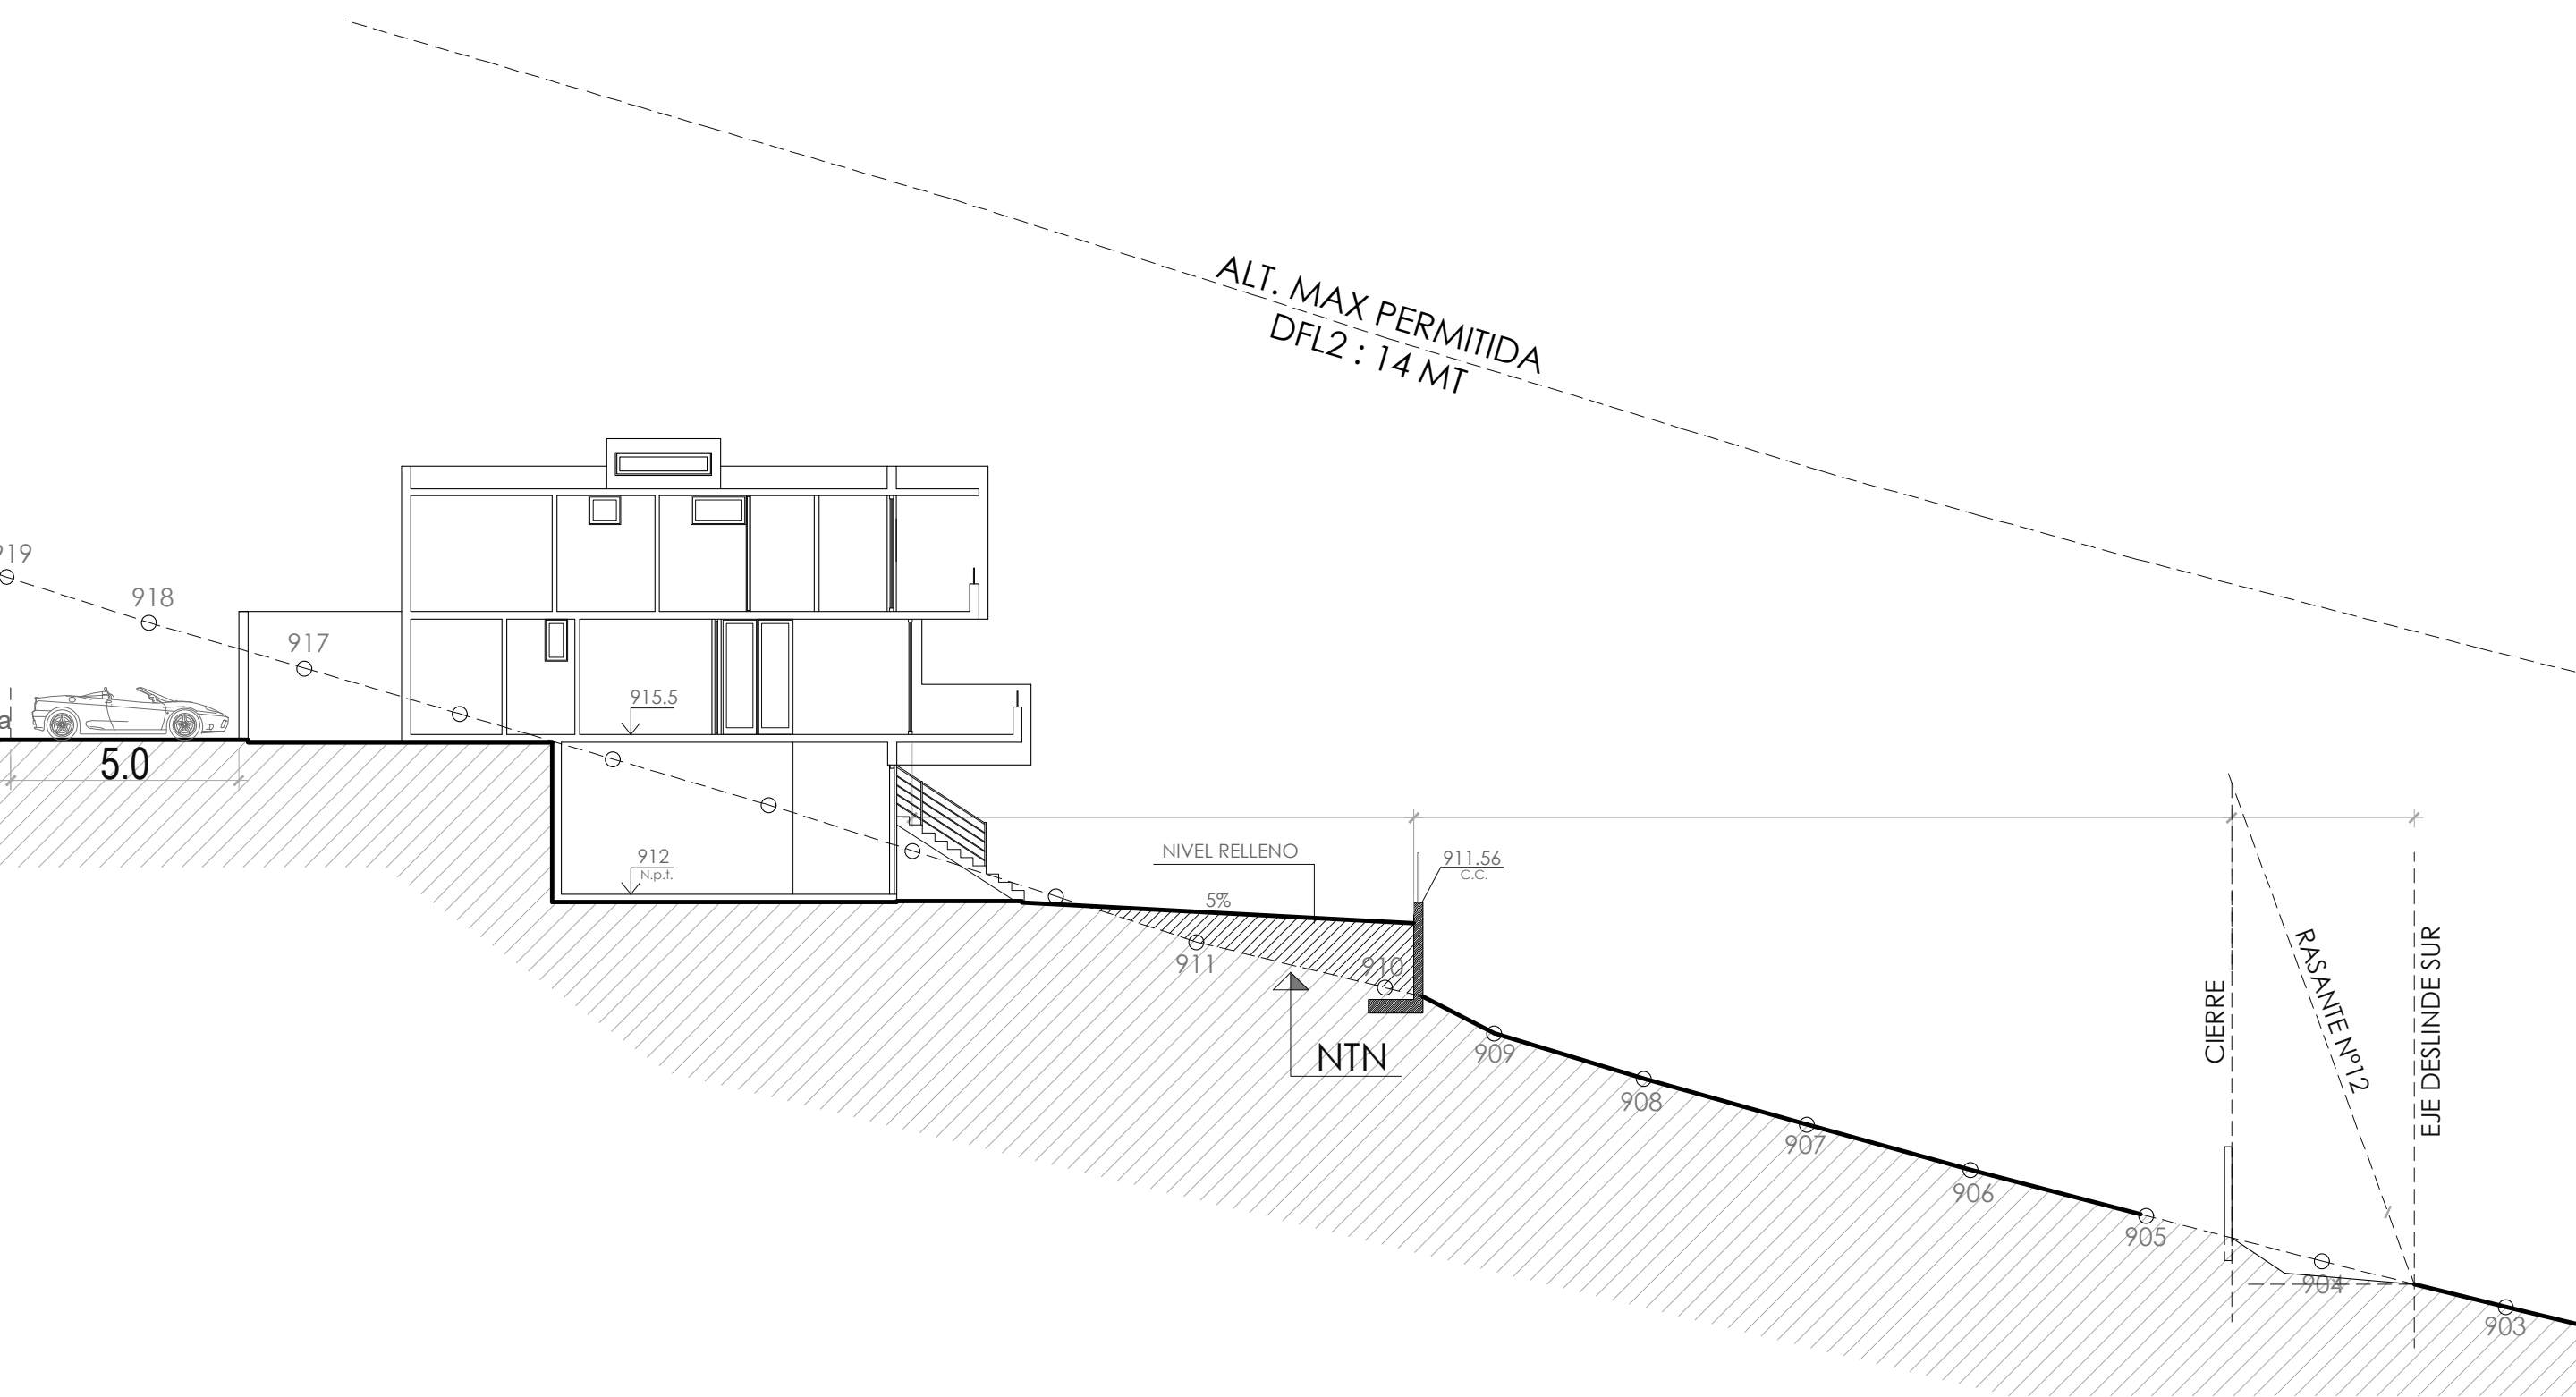 ALT. MAX PERMITIDA
DFL2 : 14 MT
919
918
917
915.5
5.0
a
912
N.p.t.
NIVEL RELLENO
5%
911.56
C.C.
911
910
NTN
909
908
907
906
905
904
903
CIERRE
RASANTE Nº12
EJE DESLINDE SUR